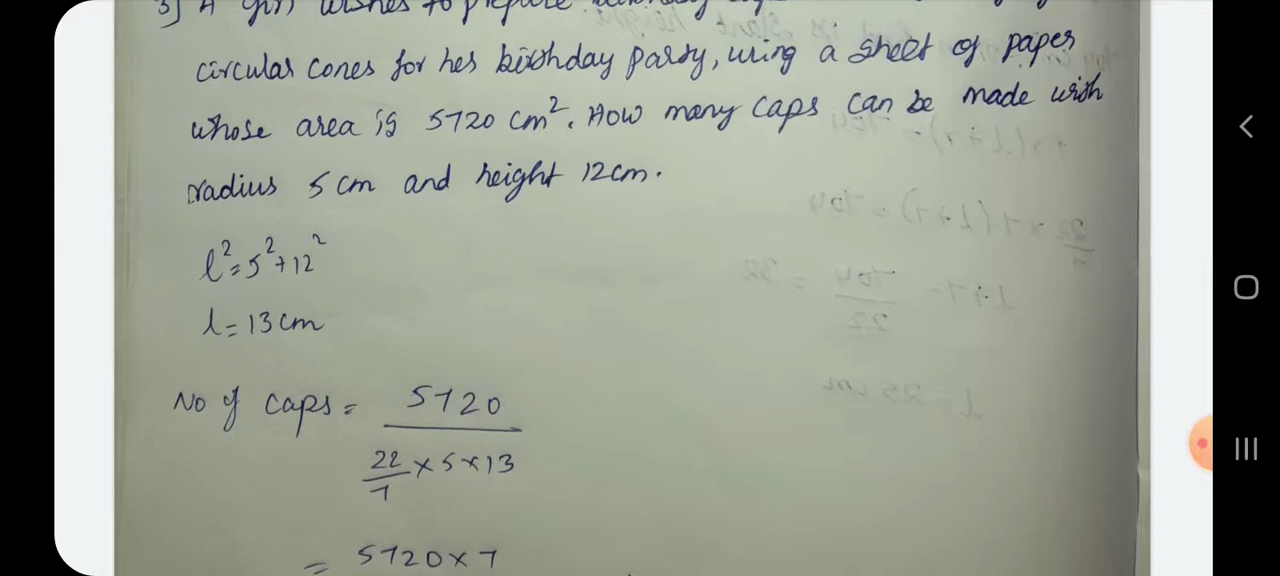 circular cones for her birthday party, using a sheet of paper
whose area is 5720 cm². How many caps can be made with
radius 5 cm and height 12cm.
l² = 5² + 12²
l = 13 cm
No of caps = 5720
22/7 × 5 × 13
= 5720 × 7